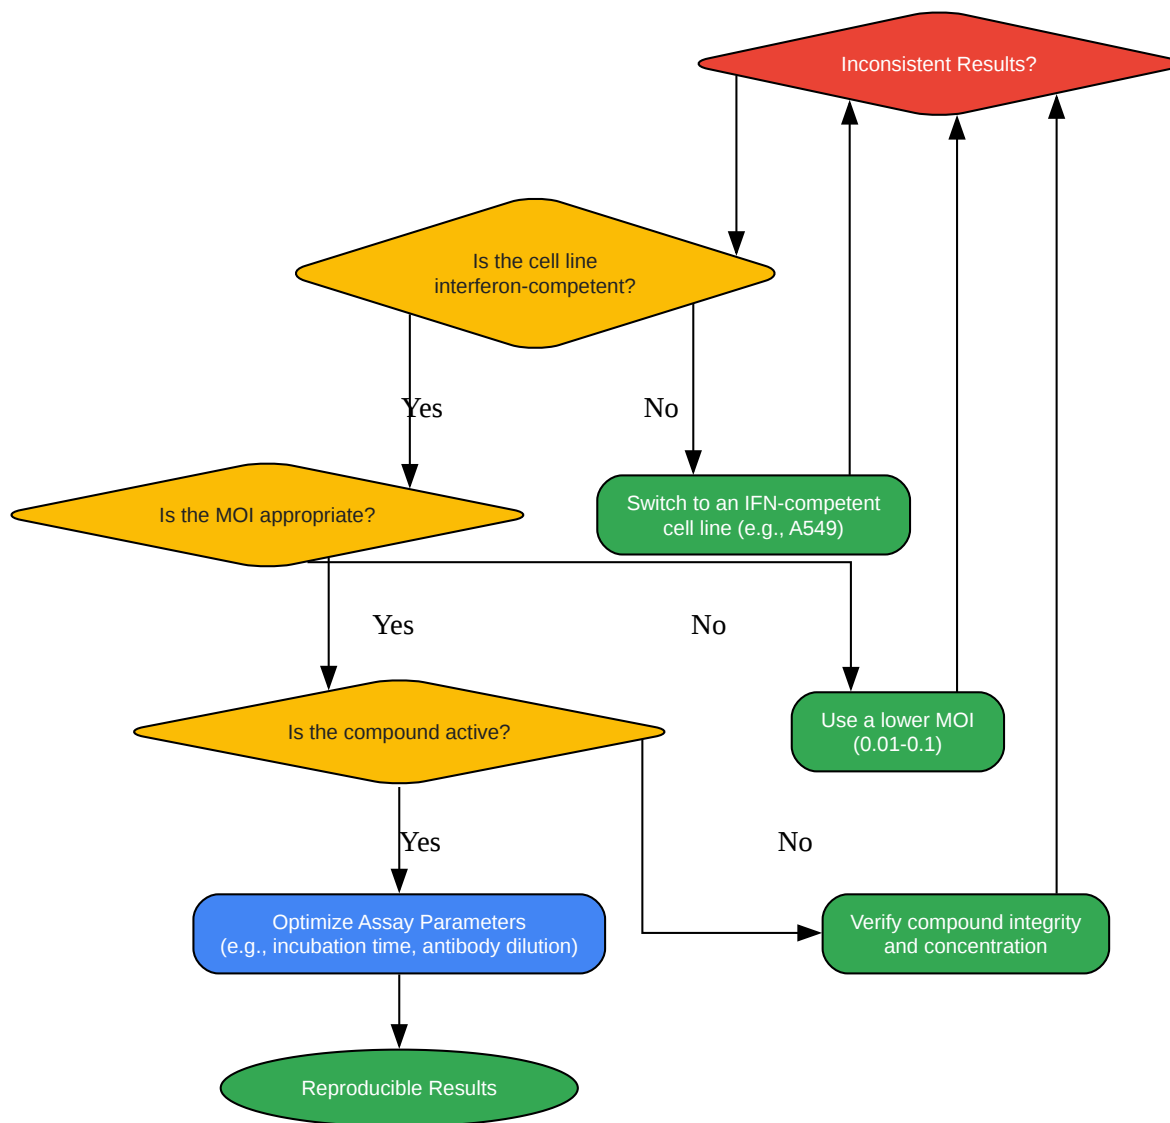 Inconsistent Results?
Is the cell line
interferon-competent?
Yes
No
Is the MOI appropriate?
Switch to an IFN-competent
cell line (e.g., A549)
Yes
No
Is the compound active?
Use a lower MOI
(0.01-0.1)
Yes
No
Optimize Assay Parameters
(e.g., incubation time, antibody dilution)
Verify compound integrity
and concentration
Reproducible Results